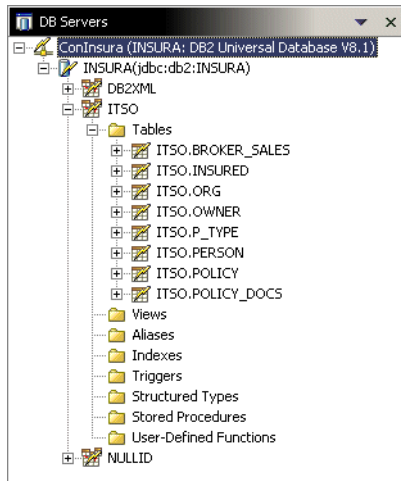 DB Servers
ConInsura (INSURA: DB2 Universal Database V8.1)
INSURA(jdbc:db2:INSURA)
DB2XML
ITSO
Tables
ITSO.BROKER_SALES
ITSO.INSURED
ITSO.ORG
ITSO.OWNER
ITSO.P_TYPE
ITSO.PERSON
ITSO.POLICY
ITSO.POLICY_DOCS
Views
Aliases
Indexes
Triggers
Structured Types
Stored Procedures
User-Defined Functions
NULLID